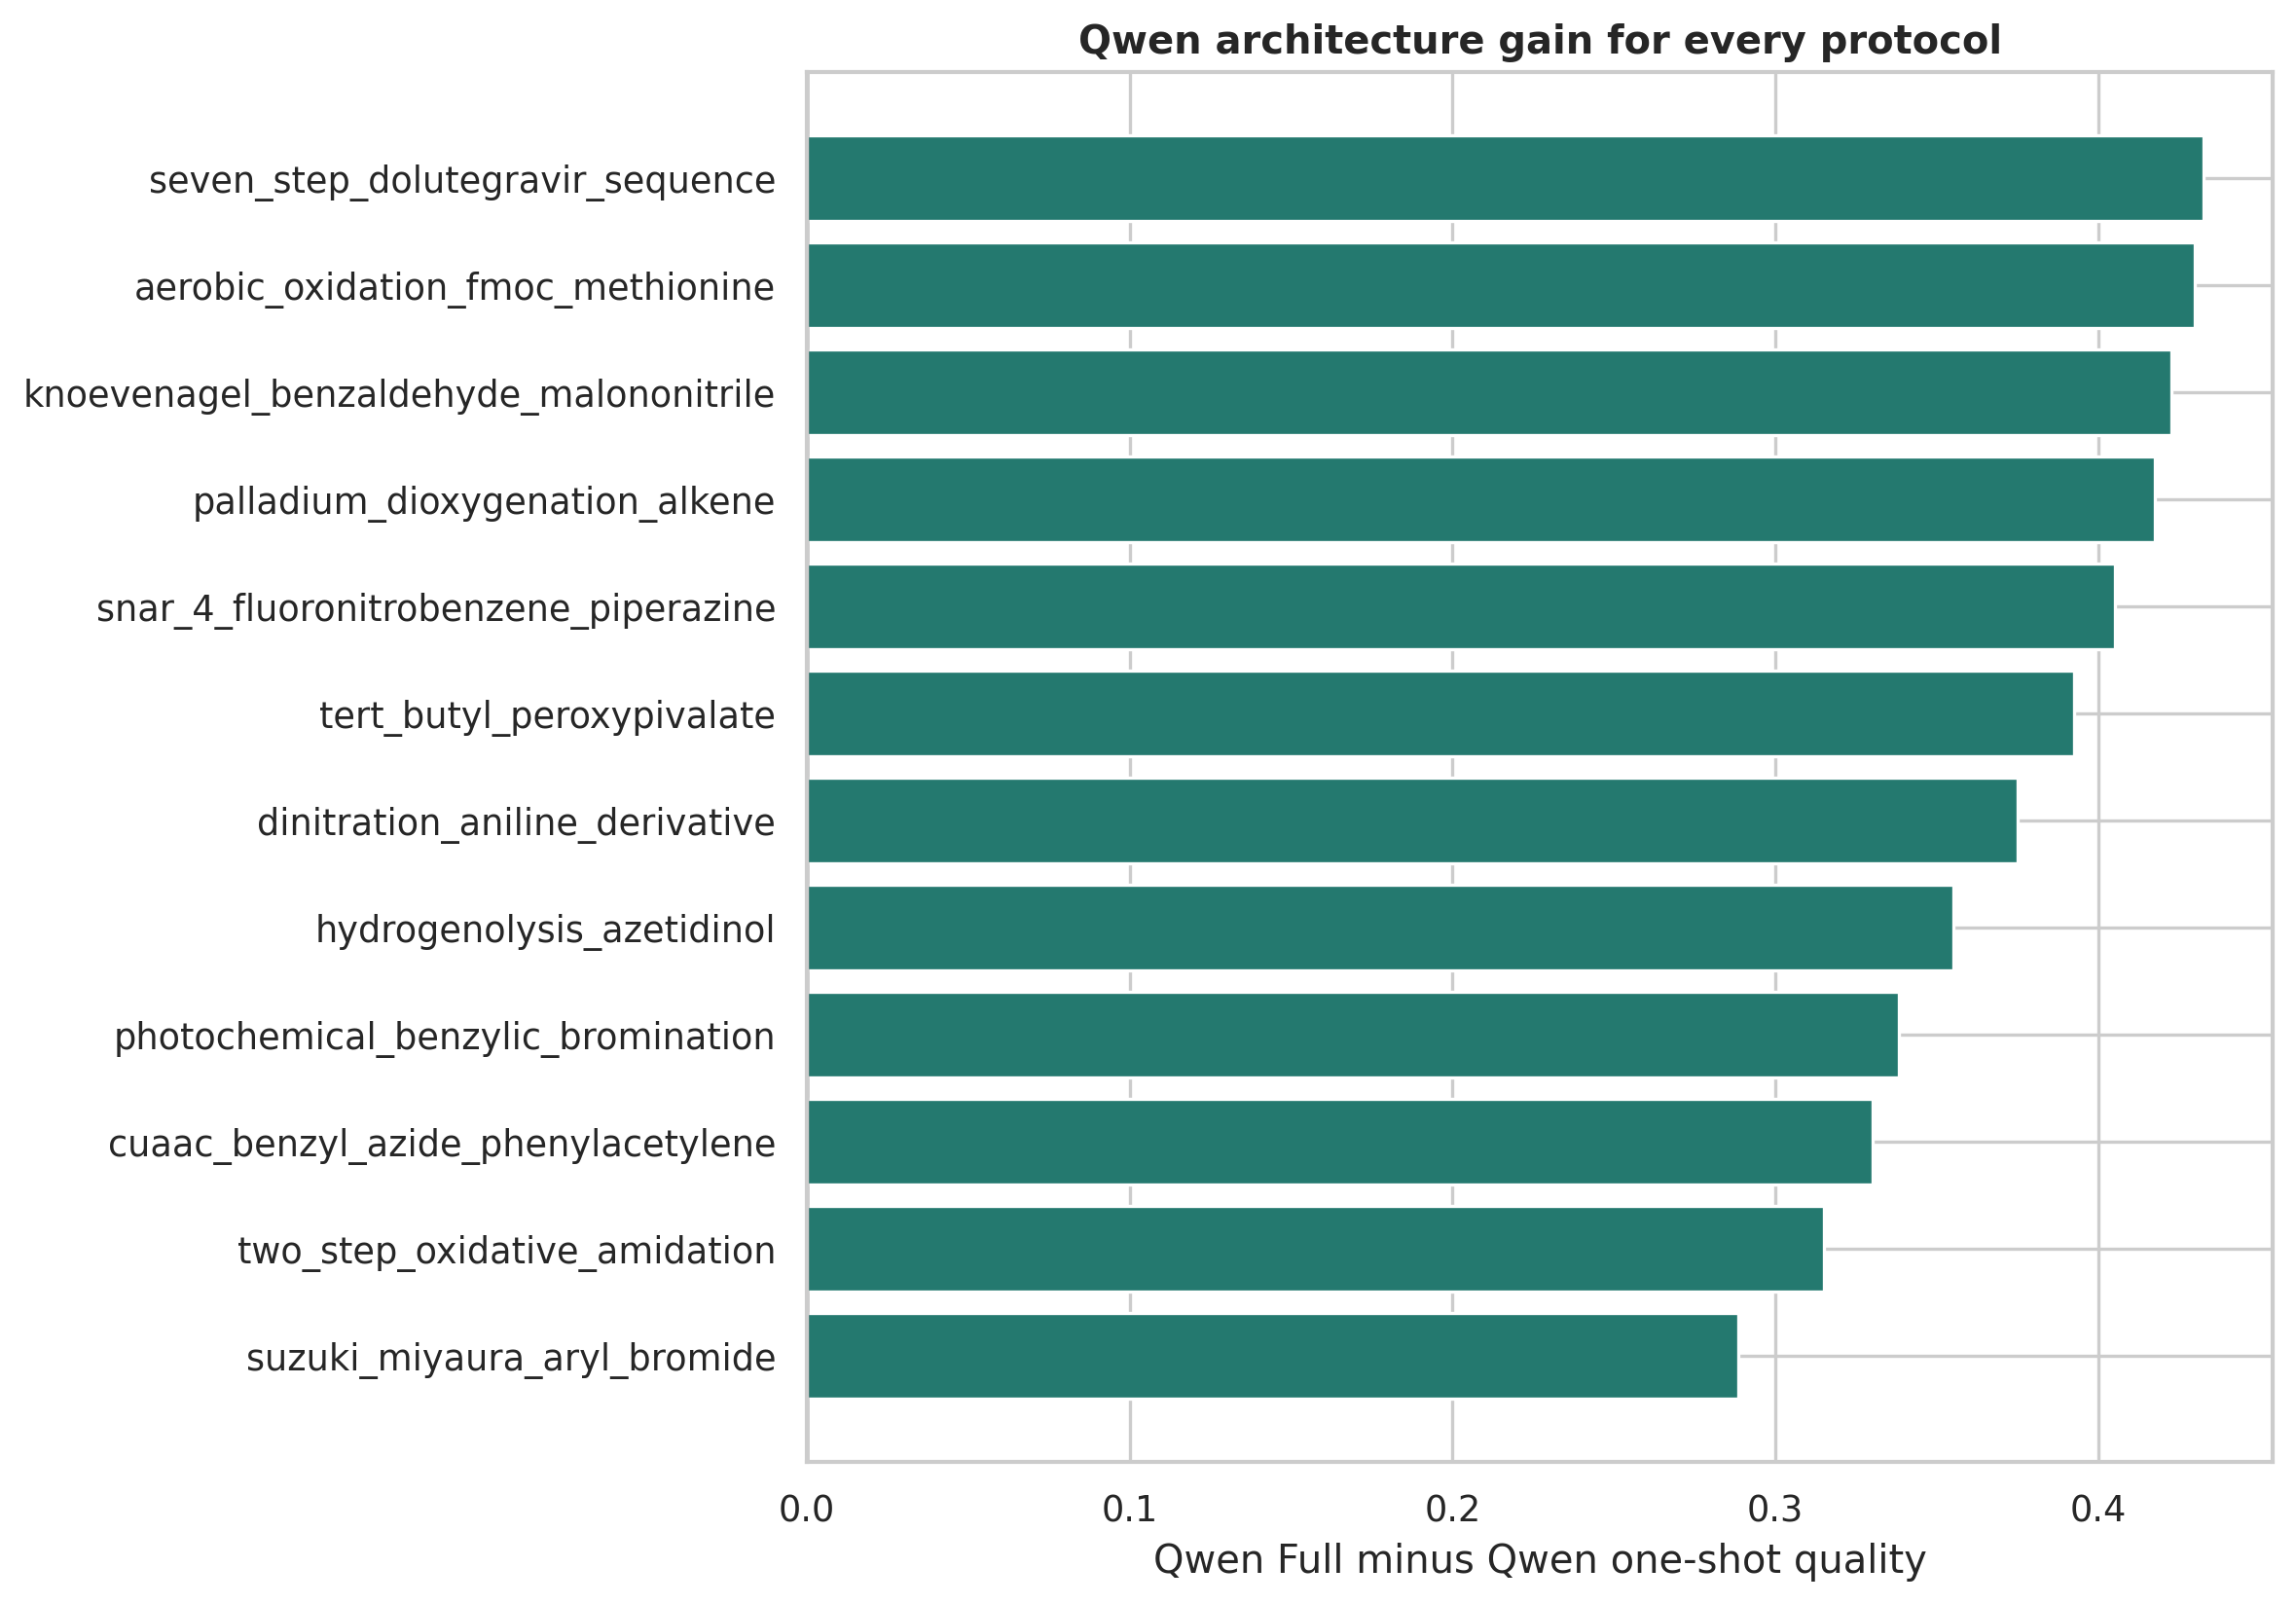 Qwen architecture gain for every protocol
seven_step_dolutegravir_sequence
aerobic_oxidation_fmoc_methionine
knoevenagel_benzaldehyde_malononitrile
palladium_dioxygenation_alkene
snar_4_fluoronitrobenzene_piperazine
tert_butyl_peroxypivalate
dinitration_aniline_derivative
hydrogenolysis_azetidinol
photochemical_benzylic_bromination
cuaac_benzyl_azide_phenylacetylene
two_step_oxidative_amidation
suzuki_miyaura_aryl_bromide
0.0 0.1 0.2 0.3 0.4
Qwen Full minus Qwen one-shot quality